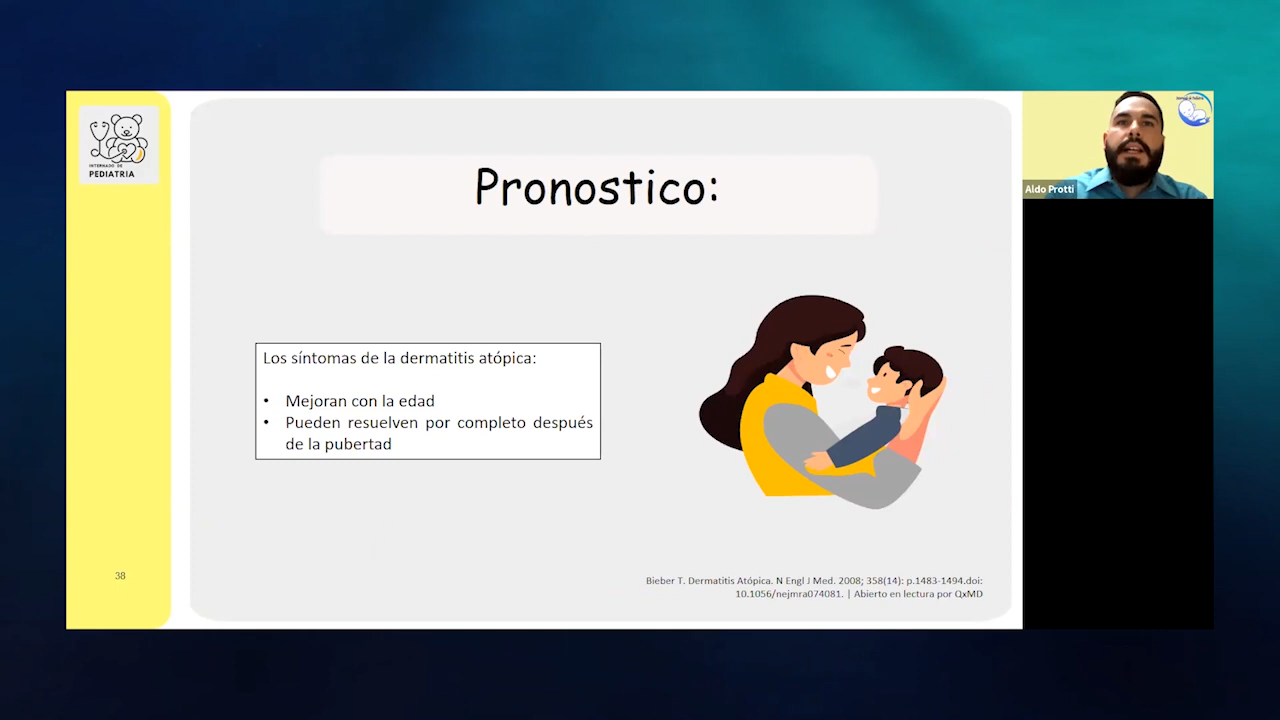 INTERNADO DE
PEDIATRIA
Pronostico:
Los síntomas de la dermatitis atópica:
• Mejoran con la edad
• Pueden resuelven por completo después
de la pubertad
38
Bieber T. Dermatitis Atópica. N Engl J Med. 2008; 358(14): p.1483-1494.doi:
10.1056/nejmra074081. | Abierto en lectura por QxMD
Aldo Protti